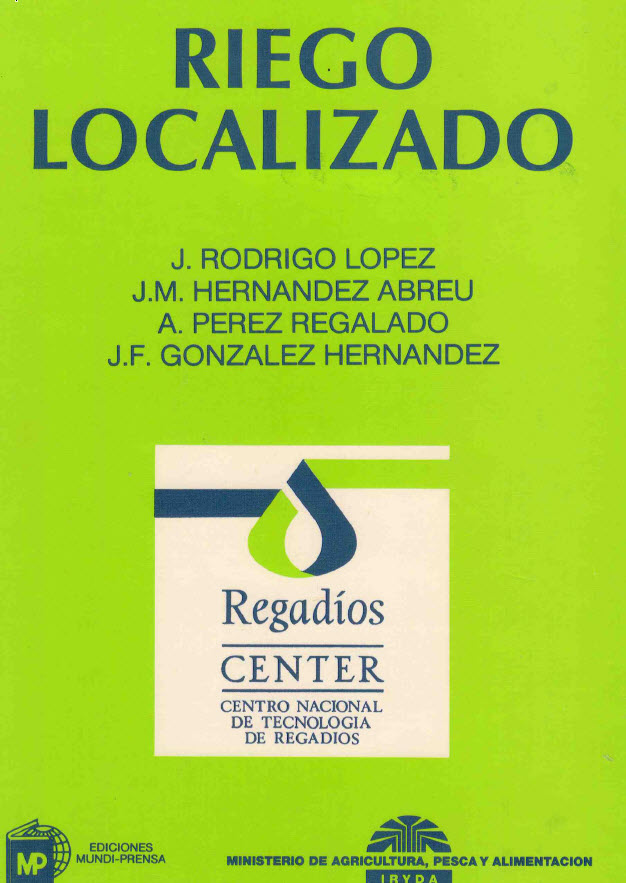 RIEGO
LOCALIZADO
J. RODRIGO LOPEZ
J.M. HERNANDEZ ABREU
A. PEREZ REGALADO
J.F. GONZALEZ HERNANDEZ
Regadíos
CENTER
CENTRO NACIONAL
DE TECNOLOGIA
DE REGADIOS
MP
EDICIONES
MUNDI-PRENSA
MINISTERIO DE AGRICULTURA, PESCA Y ALIMENTACION
IRYDA